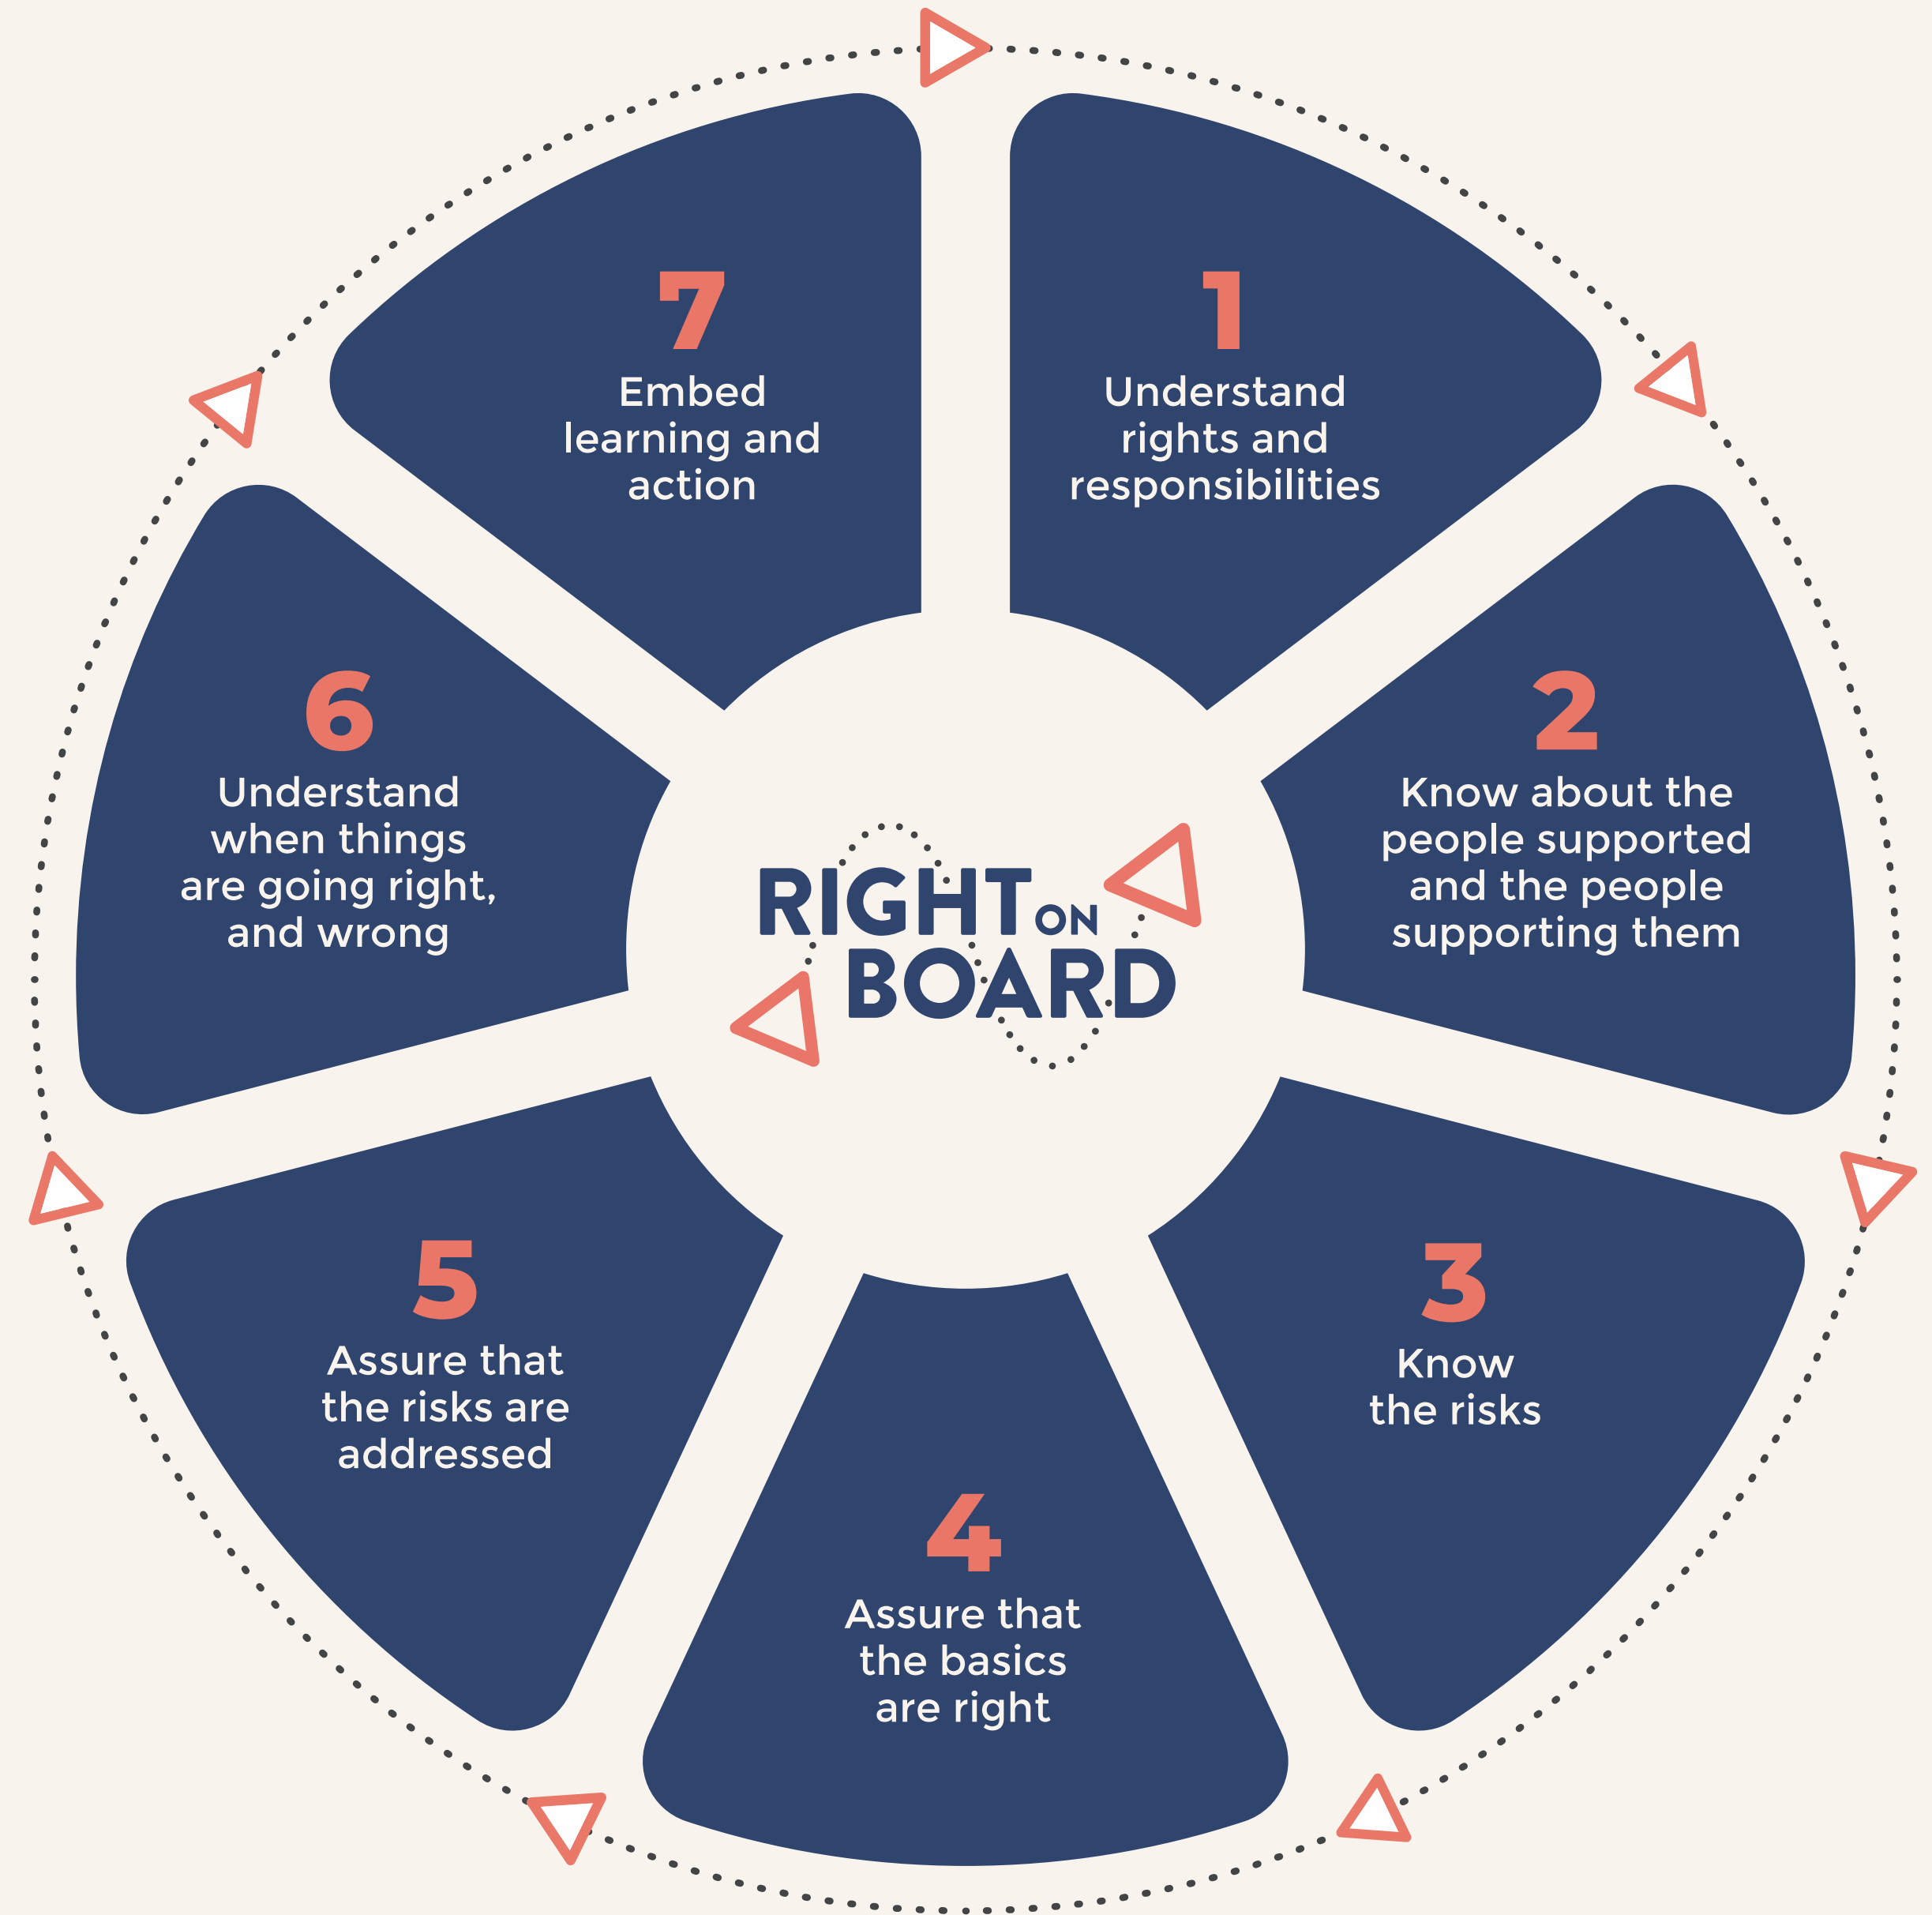 7
Embed
learning and
action
1
Understand
rights and
responsibilities
6
Understand
when things
are going right,
and wrong
2
Know about the
people supported
and the people
supporting them
RIGHT ON
BOARD
5
Assure that
the risks are
addressed
3
Know
the risks
4
Assure that
the basics
are right